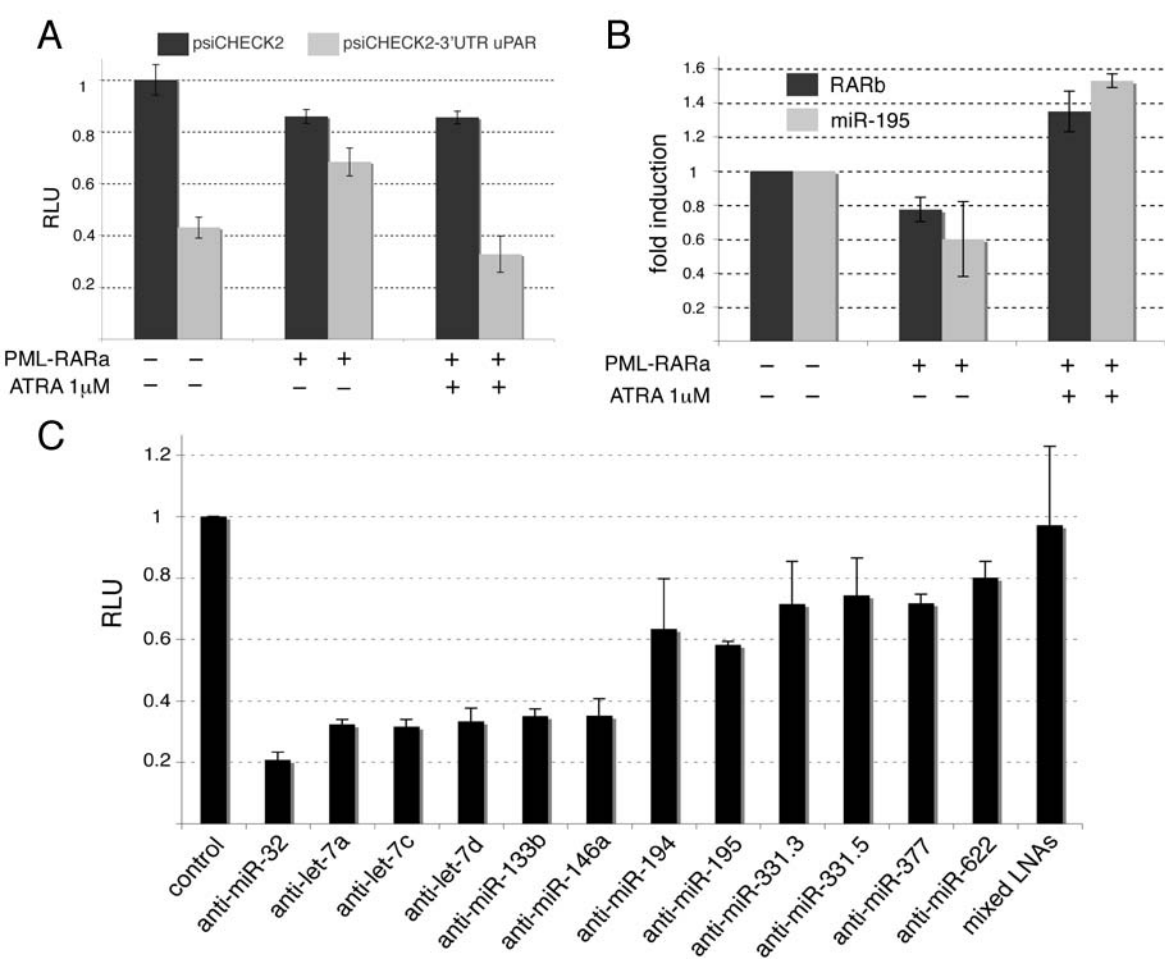 A
psiCHECK2
psiCHECK2-3'UTR uPAR
1
0.8
0.6
0.4
0.2
RLU
PML-RARa − − + + + +
ATRA 1μM − − − − + +
B
RARb
miR-195
1.6
1.4
1.2
1
0.8
0.6
0.4
0.2
fold induction
PML-RARa − − + + + +
ATRA 1uM − − − − + +
C
1.2
1
0.8
0.6
0.4
0.2
RLU
control
anti-miR-32
anti-let-7a
anti-let-7c
anti-let-7d
anti-miR-133b
anti-miR-146a
anti-miR-194
anti-miR-195
anti-miR-331.3
anti-miR-331.5
anti-miR-377
anti-miR-622
mixed LNAs